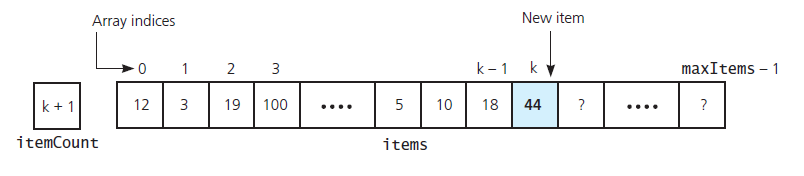 Array indices New item
0 1 2 3 k – 1 k maxItems – 1
k + 1 12 3 19 100 •••• 5 10 18 44 ? •••• ?
itemCount items